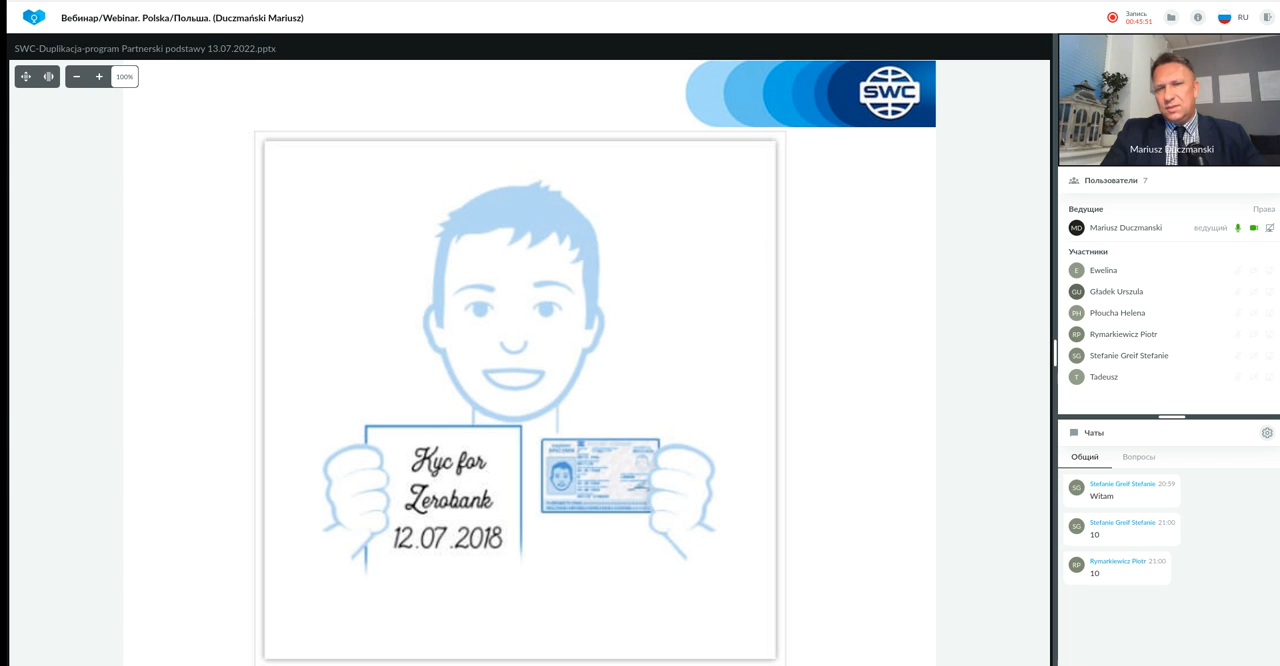 Вебинар/Webinar. Polska/Польша. (Duczmański Mariusz)
Запись
00:45:51
RU
SWC-Duplikacja-program Partnerski podstawy 13.07.2022.pptx
100%
SWC
Kyc for
Zerobank
12.07.2018
Mariusz Duczmanski
Пользователи 7
Ведущие Права
MD Mariusz Duczmanski ведущий
Участники
E Ewelina
GU Gładek Urszula
PH Płoucha Helena
RP Rymarkiewicz Piotr
SG Stefanie Greif Stefanie
T Tadeusz
Чаты
Общий Вопросы
SG Stefanie Greif Stefanie 20:59
Witam
SG Stefanie Greif Stefanie 21:00
10
RP Rymarkiewicz Piotr 21:00
10